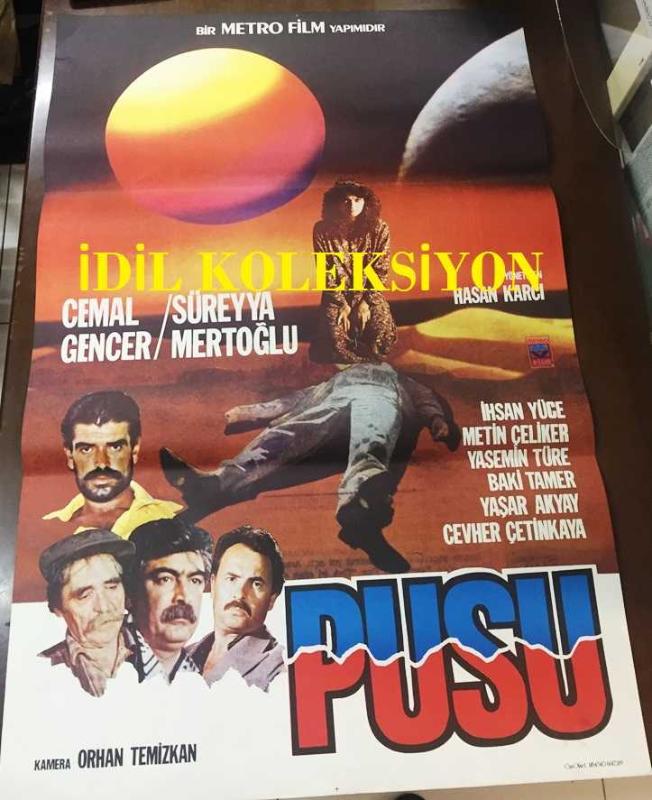 BİR METRO FİLM YAPIMIDIR
İDİL KOLEKSİYON
YÖNETMEN
HASAN KARCI
CEMAL / SÜREYYA
GENCER / MERTOĞLU
İHSAN YÜCE
METİN ÇELİKER
YASEMİN TÜRE
BAKİ TAMER
YAŞAR AKYAY
CEVHER ÇETİNKAYA
PUSU
KAMERA ORHAN TEMİZKAN